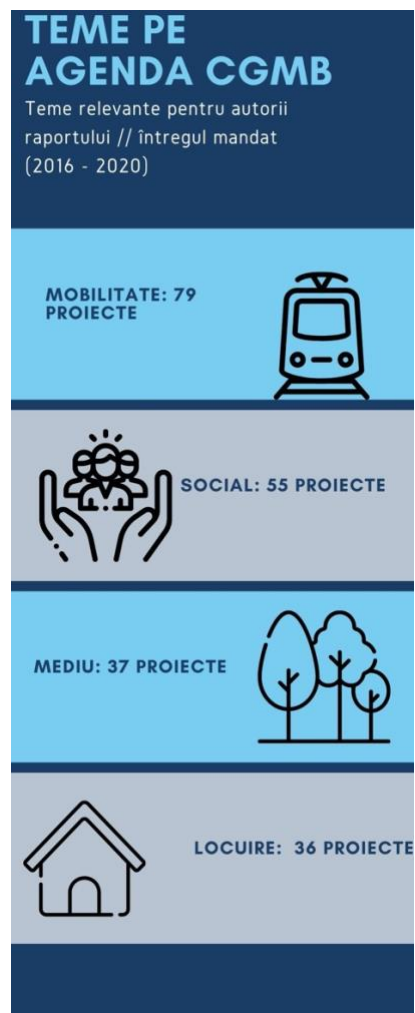 TEME PE
AGENDA CGMB
Teme relevante pentru autorii
raportului // întregul mandat
(2016 - 2020)
MOBILITATE: 79
PROIECTE
SOCIAL: 55 PROIECTE
MEDIU: 37 PROIECTE
LOCUIRE: 36 PROIECTE